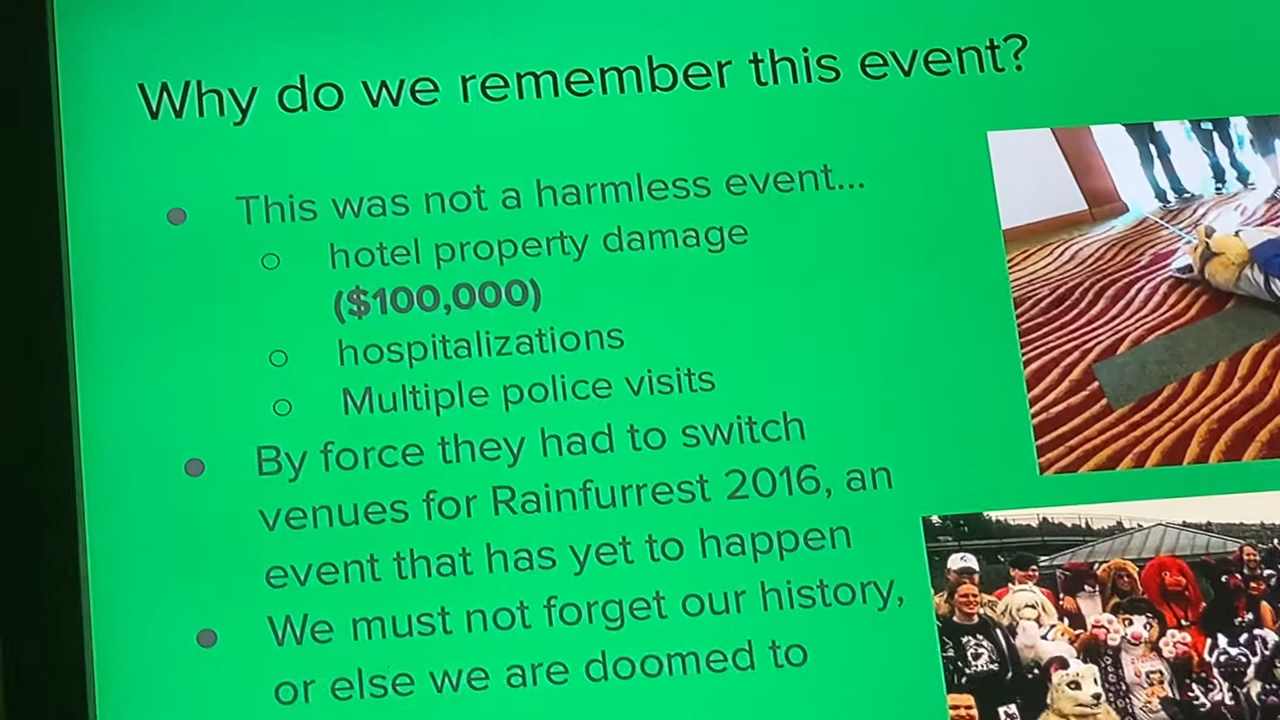 Why do we remember this event?
This was not a harmless event...
hotel property damage
($100,000)
hospitalizations
Multiple police visits
By force they had to switch
venues for Rainfurrest 2016, an
event that has yet to happen
We must not forget our history,
or else we are doomed to